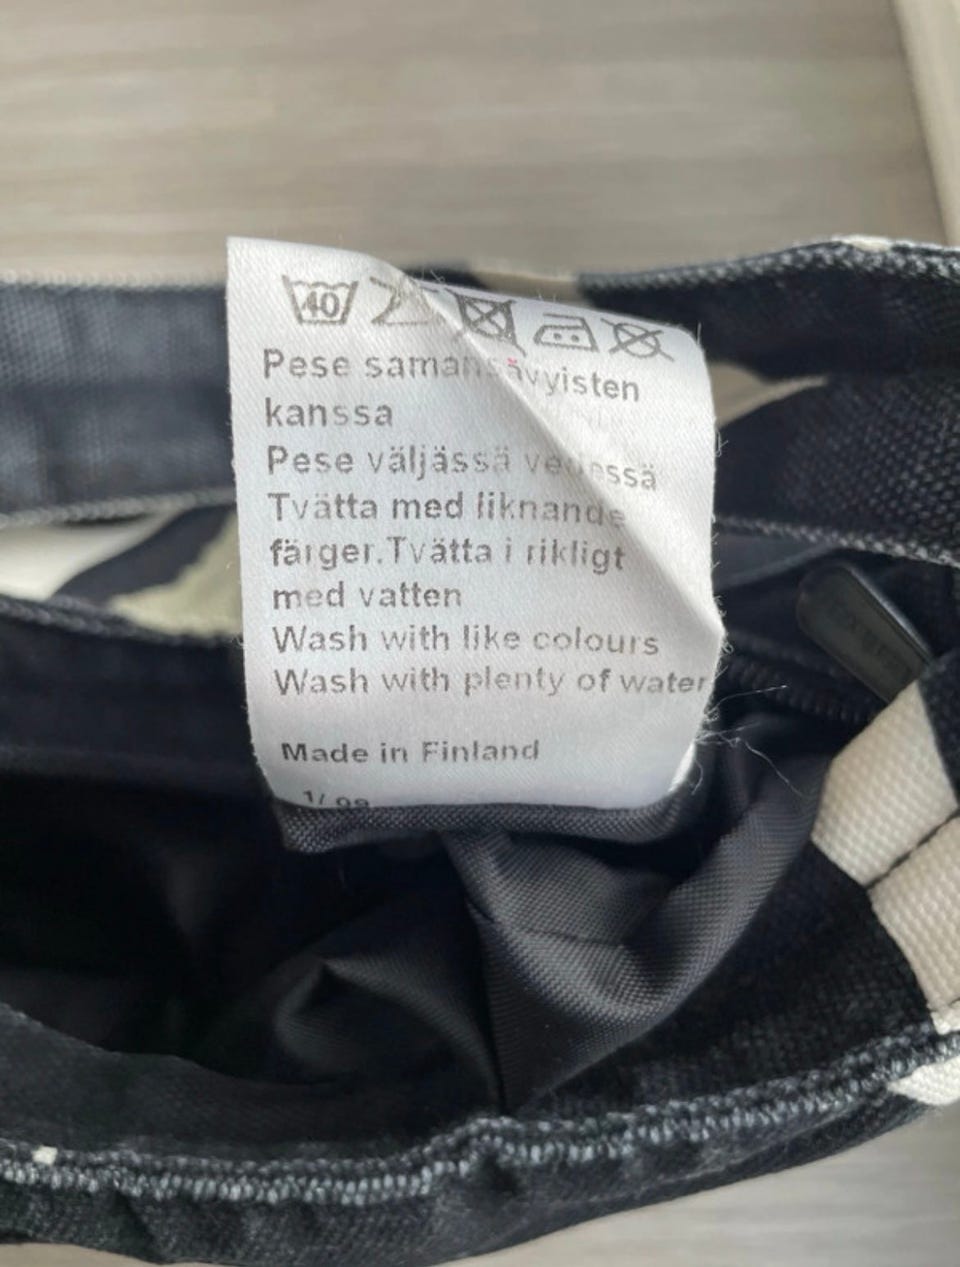 40
Pese samansävyisten
kanssa
Pese väljässä vedessä
Tvätta med liknande
färger.Tvätta i rikligt
med vatten
Wash with like colours
Wash with plenty of water
Made in Finland